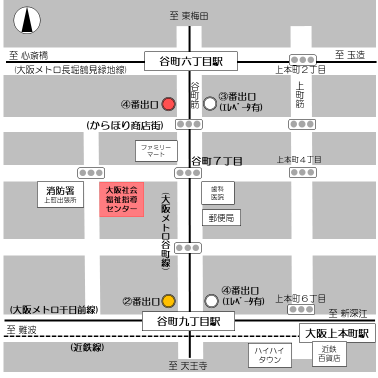 至 東梅田
至 心斎橋
谷町六丁目駅
至 玉造
(大阪メトロ長堀鶴見緑地線)
上本町2丁目
谷町筋
上町筋
④番出口
③番出口
(エレベータ有)
(からほり商店街)
ファミリー
マート
谷町7丁目
上本町4丁目
消防署
上町出張所
大阪社会
福祉指導
センター
歯科
医院
郵便局
(大阪メトロ谷町線)
②番出口
④番出口
(エレベータ有)
上本町6丁目
(大阪メトロ千日前線)
谷町九丁目駅
至 新深江
至 難波
大阪上本町駅
(近鉄線)
ハイハイ
タウン
近鉄
百貨店
至 天王寺